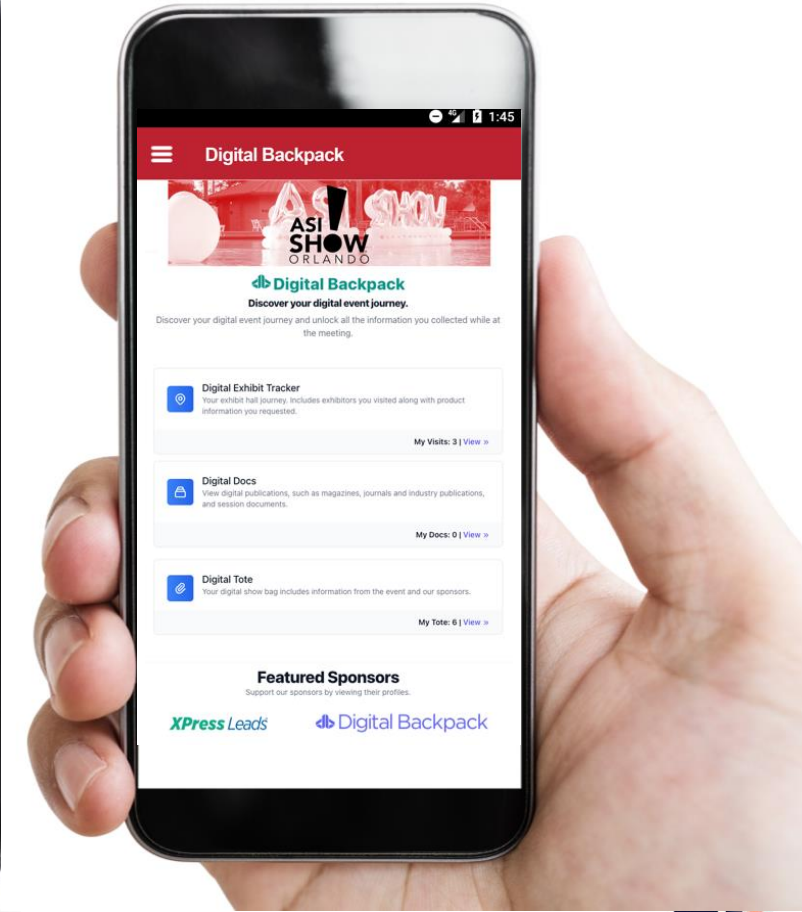 4G 1:45
Digital Backpack
ASI SHOW
ASI
SHOW
ORLANDO
db Digital Backpack
Discover your digital event journey.
Discover your digital event journey and unlock all the information you collected while at
the meeting.
Digital Exhibit Tracker
Your exhibit hall journey. Includes exhibitors you visited along with product
information you requested.
My Visits: 3 | View »
Digital Docs
View digital publications, such as magazines, journals and industry publications,
and session documents.
My Docs: 0 | View »
Digital Tote
Your digital show bag includes information from the event and our sponsors.
My Tote: 6 | View »
Featured Sponsors
Support our sponsors by viewing their profiles.
XPress Leads
db Digital Backpack